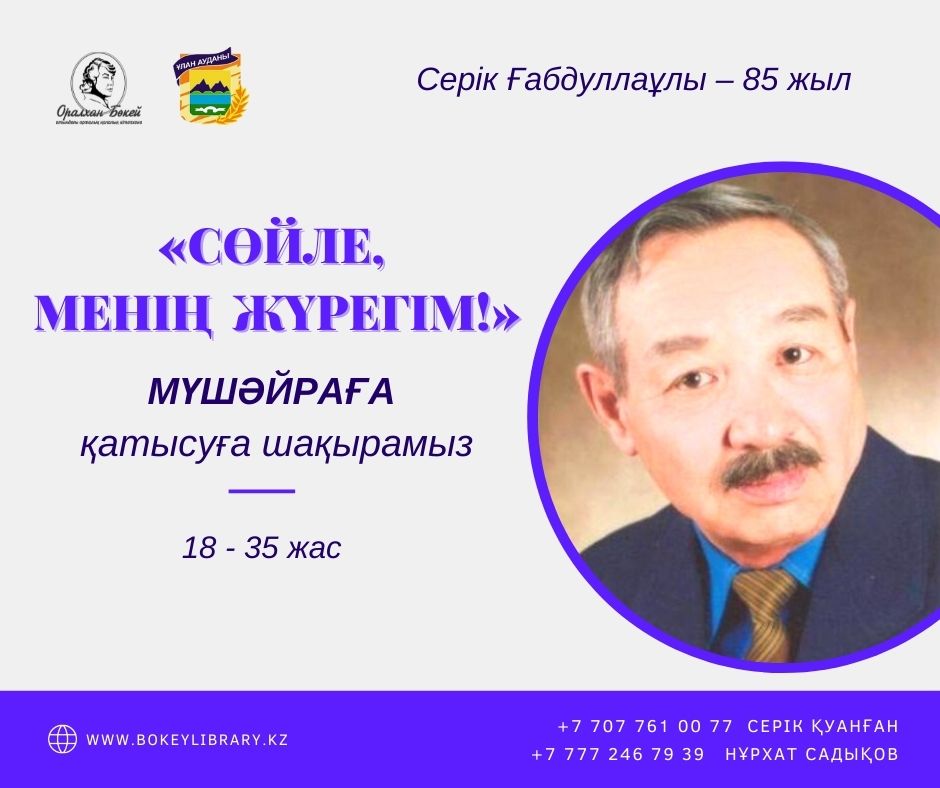 Оралхан Бөкей
ҰЛАН АУДАНЫ
Серік Ғабдуллаұлы – 85 жыл
«СӨЙЛЕ,
МЕНІҢ ЖҮРЕГІМ!»
МҮШӘЙРАҒА
қатысуға шақырамыз
18 - 35 жас
WWW.BOKEYLIBRARY.KZ
+7 707 761 00 77 СЕРІК ҚУАНҒАН
+7 777 246 79 39 НҰРХАТ САДЫҚОВ